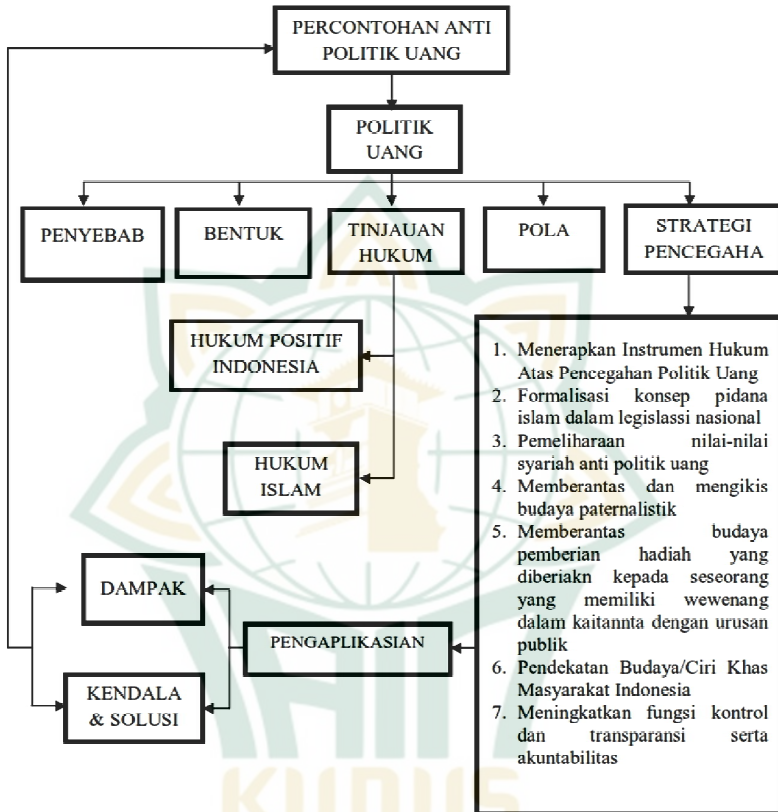 PERCONTOHAN ANTI
POLITIK UANG
POLITIK
UANG
PENYEBAB
BENTUK
TINJAUAN
HUKUM
POLA
STRATEGI
PENCEGAHA
HUKUM POSITIF
INDONESIA
HUKUM
ISLAM
1. Menerapkan Instrumen Hukum
Atas Pencegahan Politik Uang
2. Formalisasi konsep pidana
islam dalam legislassi nasional
3. Pemeliharaan nilai-nilai
syariah anti politik uang
4. Memberantas dan mengikis
budaya paternalistik
5. Memberantas budaya
pemberian hadiah yang
diberiakn kepada seseorang
yang memiliki wewenang
dalam kaitannta dengan urusan
publik
6. Pendekatan Budaya/Ciri Khas
Masyarakat Indonesia
7. Meningkatkan fungsi kontrol
dan transparansi serta
akuntabilitas
PENGAPLIKASIAN
DAMPAK
KENDALA
& SOLUSI
KUDUS